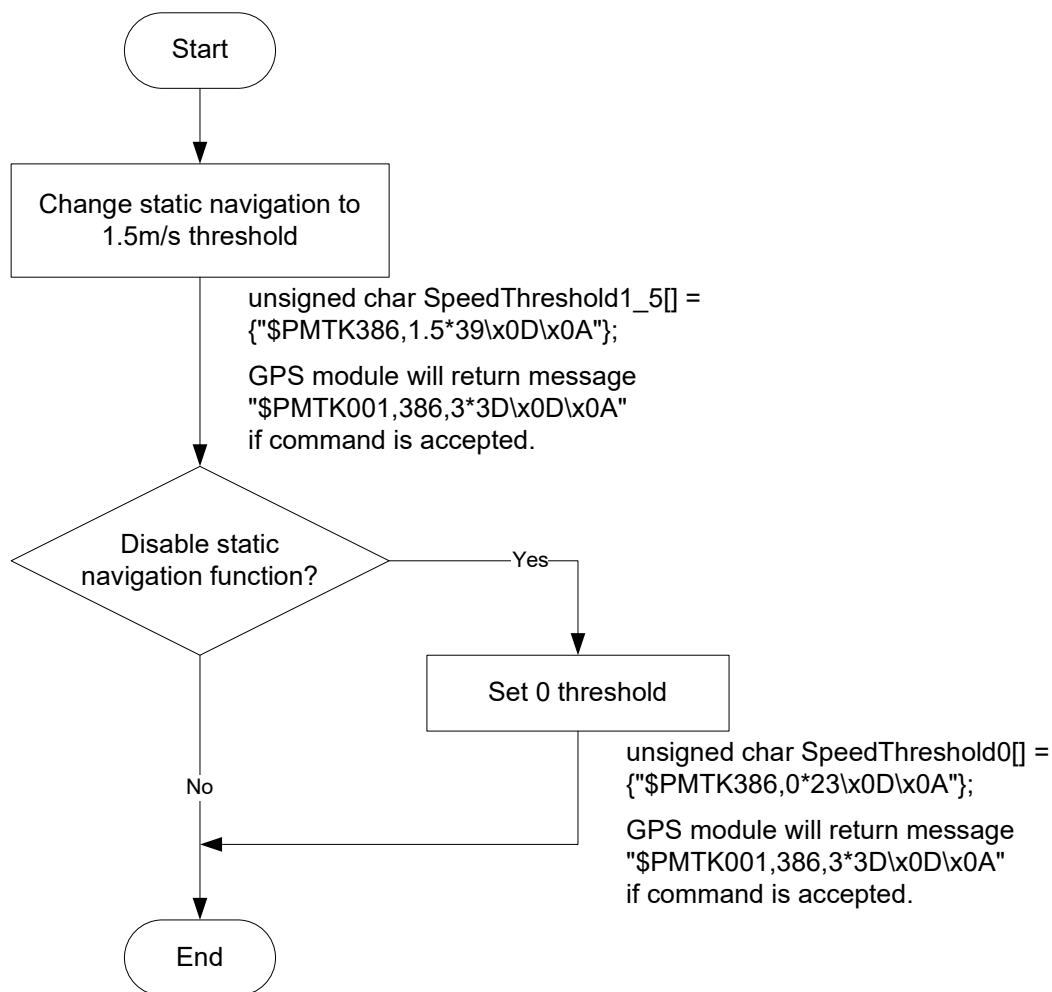 Start
Change static navigation to
1.5m/s threshold
unsigned char SpeedThreshold1_5[] =
{"$PMTK386,1.5*39\x0D\x0A"};
GPS module will return message
"$PMTK001,386,3*3D\x0D\x0A"
if command is accepted.
Disable static
navigation function?
Yes
Set 0 threshold
unsigned char SpeedThreshold0[] =
{"$PMTK386,0*23\x0D\x0A"};
No
GPS module will return message
"$PMTK001,386,3*3D\x0D\x0A"
if command is accepted.
End